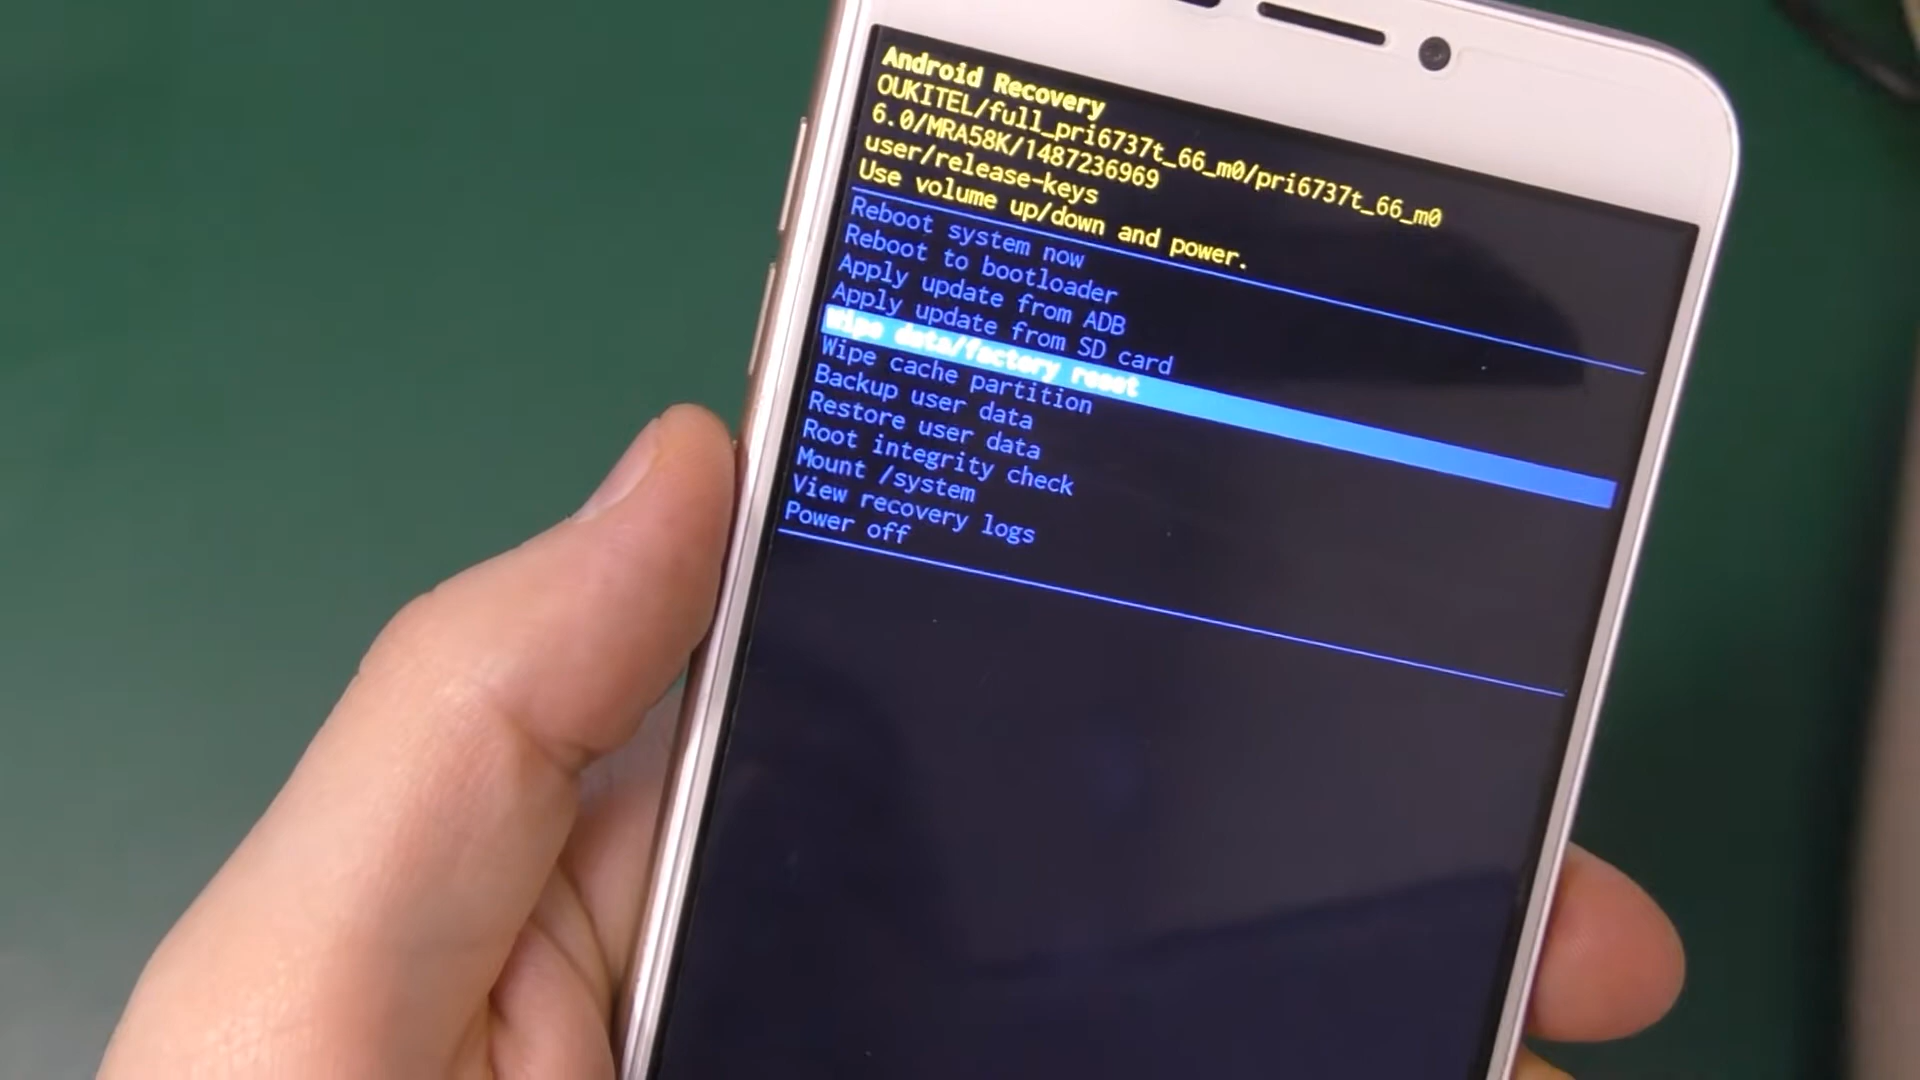 Android Recovery
OUKITEL/full_pri6737t_66_m0/pri6737t_66_m0
6.0/MRA58K/1487236969
user/release-keys
Use volume up/down and power.
Reboot system now
Reboot to bootloader
Apply update from ADB
Apply update from SD card
Wipe data/factory reset
Wipe cache partition
Backup user data
Restore user data
Root integrity check
Mount /system
View recovery logs
Power off